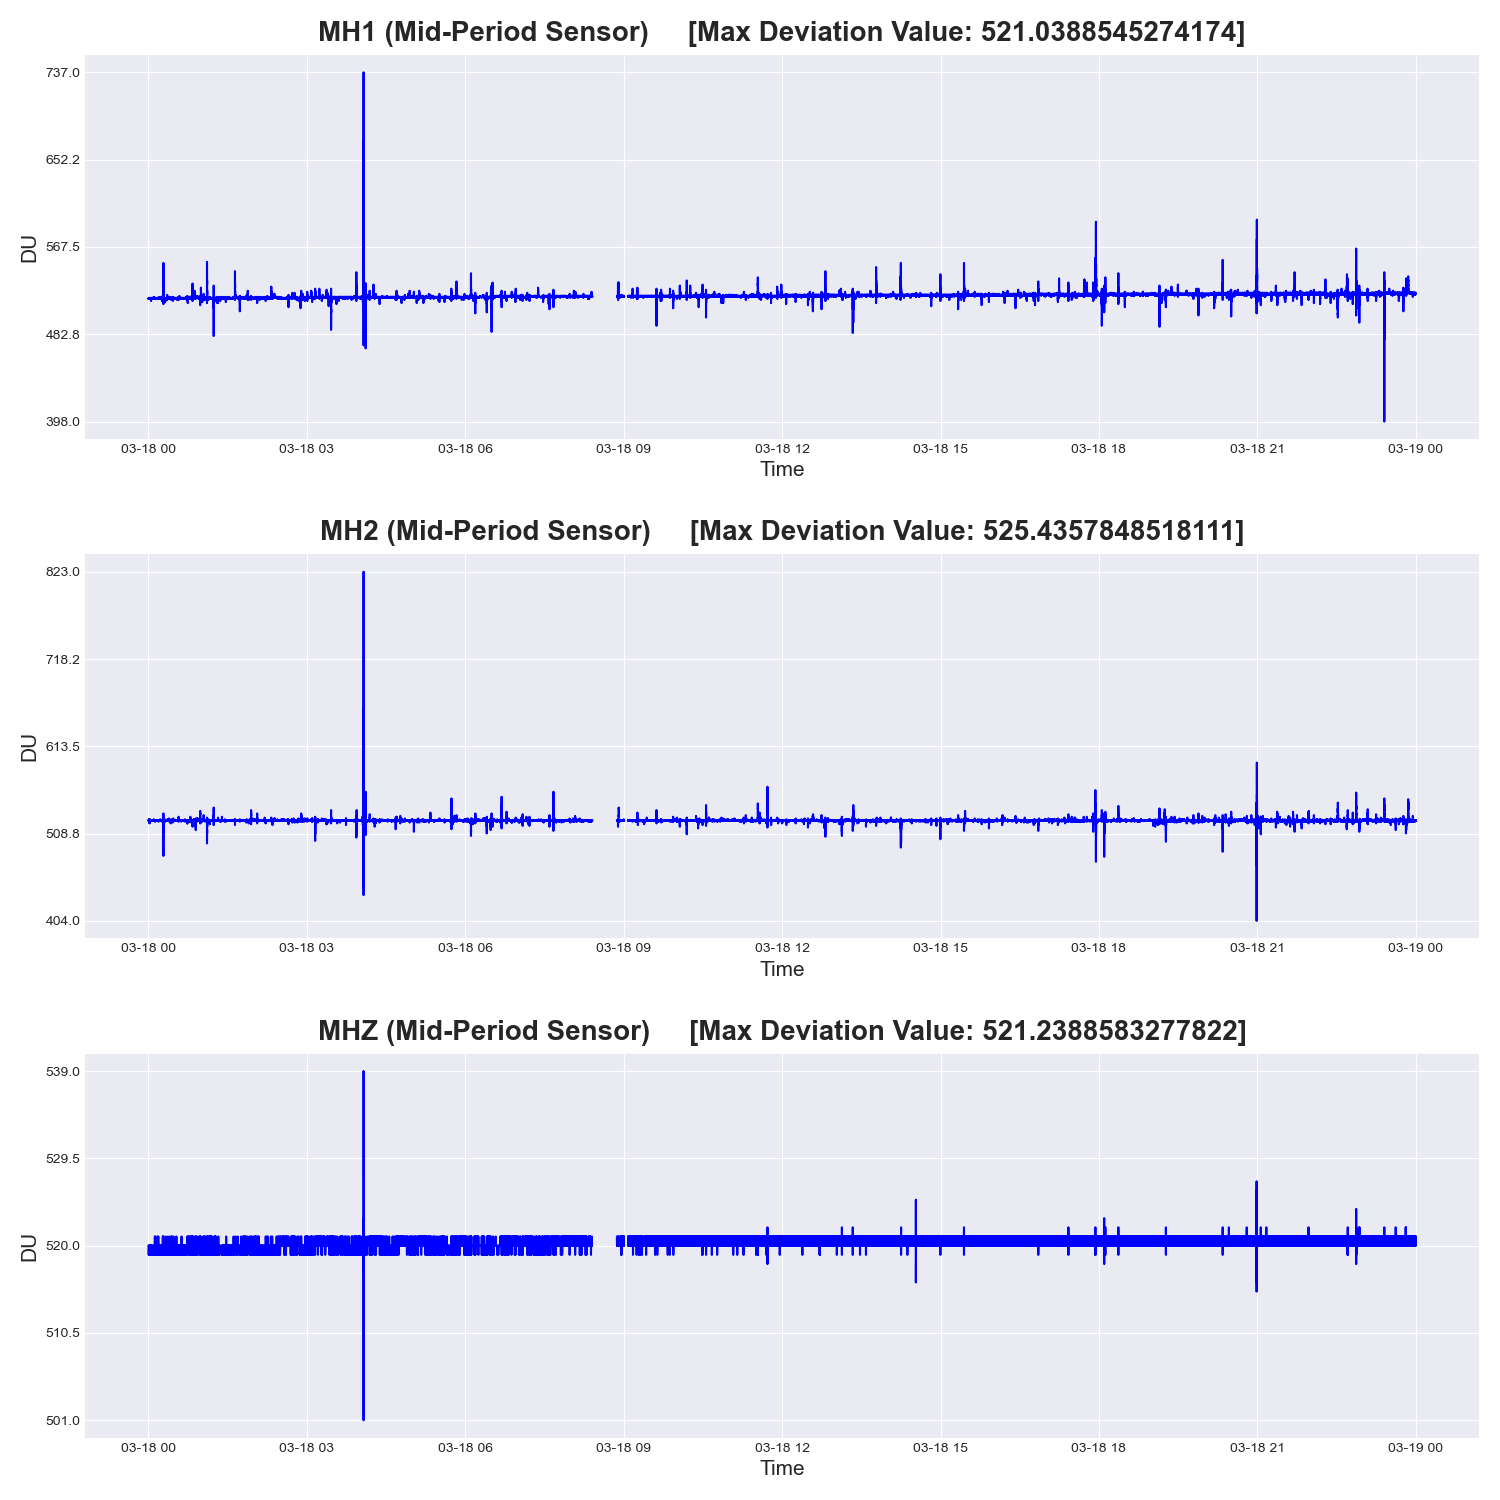 MH1 (Mid-Period Sensor) [Max Deviation Value: 521.0388545274174]
737.0
652.2
567.5
482.8
398.0
DU
03-18 00 03-18 03 03-18 06 03-18 09 03-18 12 03-18 15 03-18 18 03-18 21 03-19 00
Time
MH2 (Mid-Period Sensor) [Max Deviation Value: 525.4357848518111]
823.0
718.2
613.5
508.8
404.0
DU
03-18 00 03-18 03 03-18 06 03-18 09 03-18 12 03-18 15 03-18 18 03-18 21 03-19 00
Time
MHZ (Mid-Period Sensor) [Max Deviation Value: 521.2388583277822]
539.0
529.5
520.0
510.5
501.0
DU
03-18 00 03-18 03 03-18 06 03-18 09 03-18 12 03-18 15 03-18 18 03-18 21 03-19 00
Time